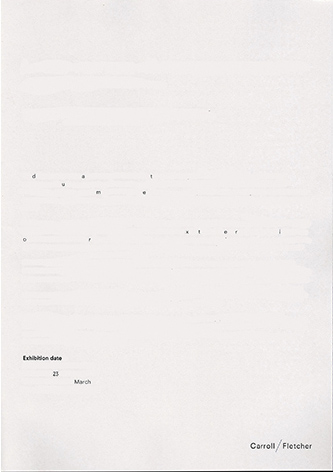 d a t
u
m e
x t e r j
o r
Exhibition date
23
March
Carroll / Fletcher